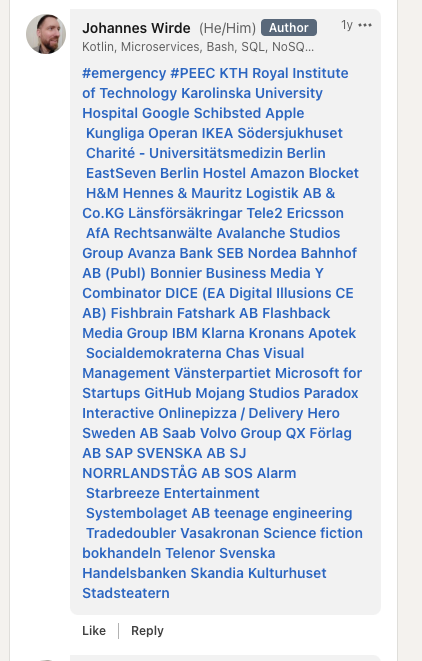 Johannes Wirde (He/Him) Author 1y •••
Kotlin, Microservices, Bash, SQL, NoSQ...
#emergency #PEEC KTH Royal Institute
of Technology Karolinska University
Hospital Google Schibsted Apple
Kungliga Operan IKEA Södersjukhuset
Charité - Universitätsmedizin Berlin
EastSeven Berlin Hostel Amazon Blocket
H&M Hennes & Mauritz Logistik AB &
Co.KG Länsförsäkringar Tele2 Ericsson
AfA Rechtsanwälte Avalanche Studios
Group Avanza Bank SEB Nordea Bahnhof
AB (Publ) Bonnier Business Media Y
Combinator DICE (EA Digital Illusions CE
AB) Fishbrain Fatshark AB Flashback
Media Group IBM Klarna Kronans Apotek
Socialdemokraterna Chas Visual
Management Vänsterpartiet Microsoft for
Startups GitHub Mojang Studios Paradox
Interactive Onlinepizza / Delivery Hero
Sweden AB Saab Volvo Group QX Förlag
AB SAP SVENSKA AB SJ
NORRLANDSTÅG AB SOS Alarm
Starbreeze Entertainment
Systembolaget AB teenage engineering
Tradedoubler Vasakronan Science fiction
bokhandeln Telenor Svenska
Handelsbanken Skandia Kulturhuset
Stadsteatern
Like Reply